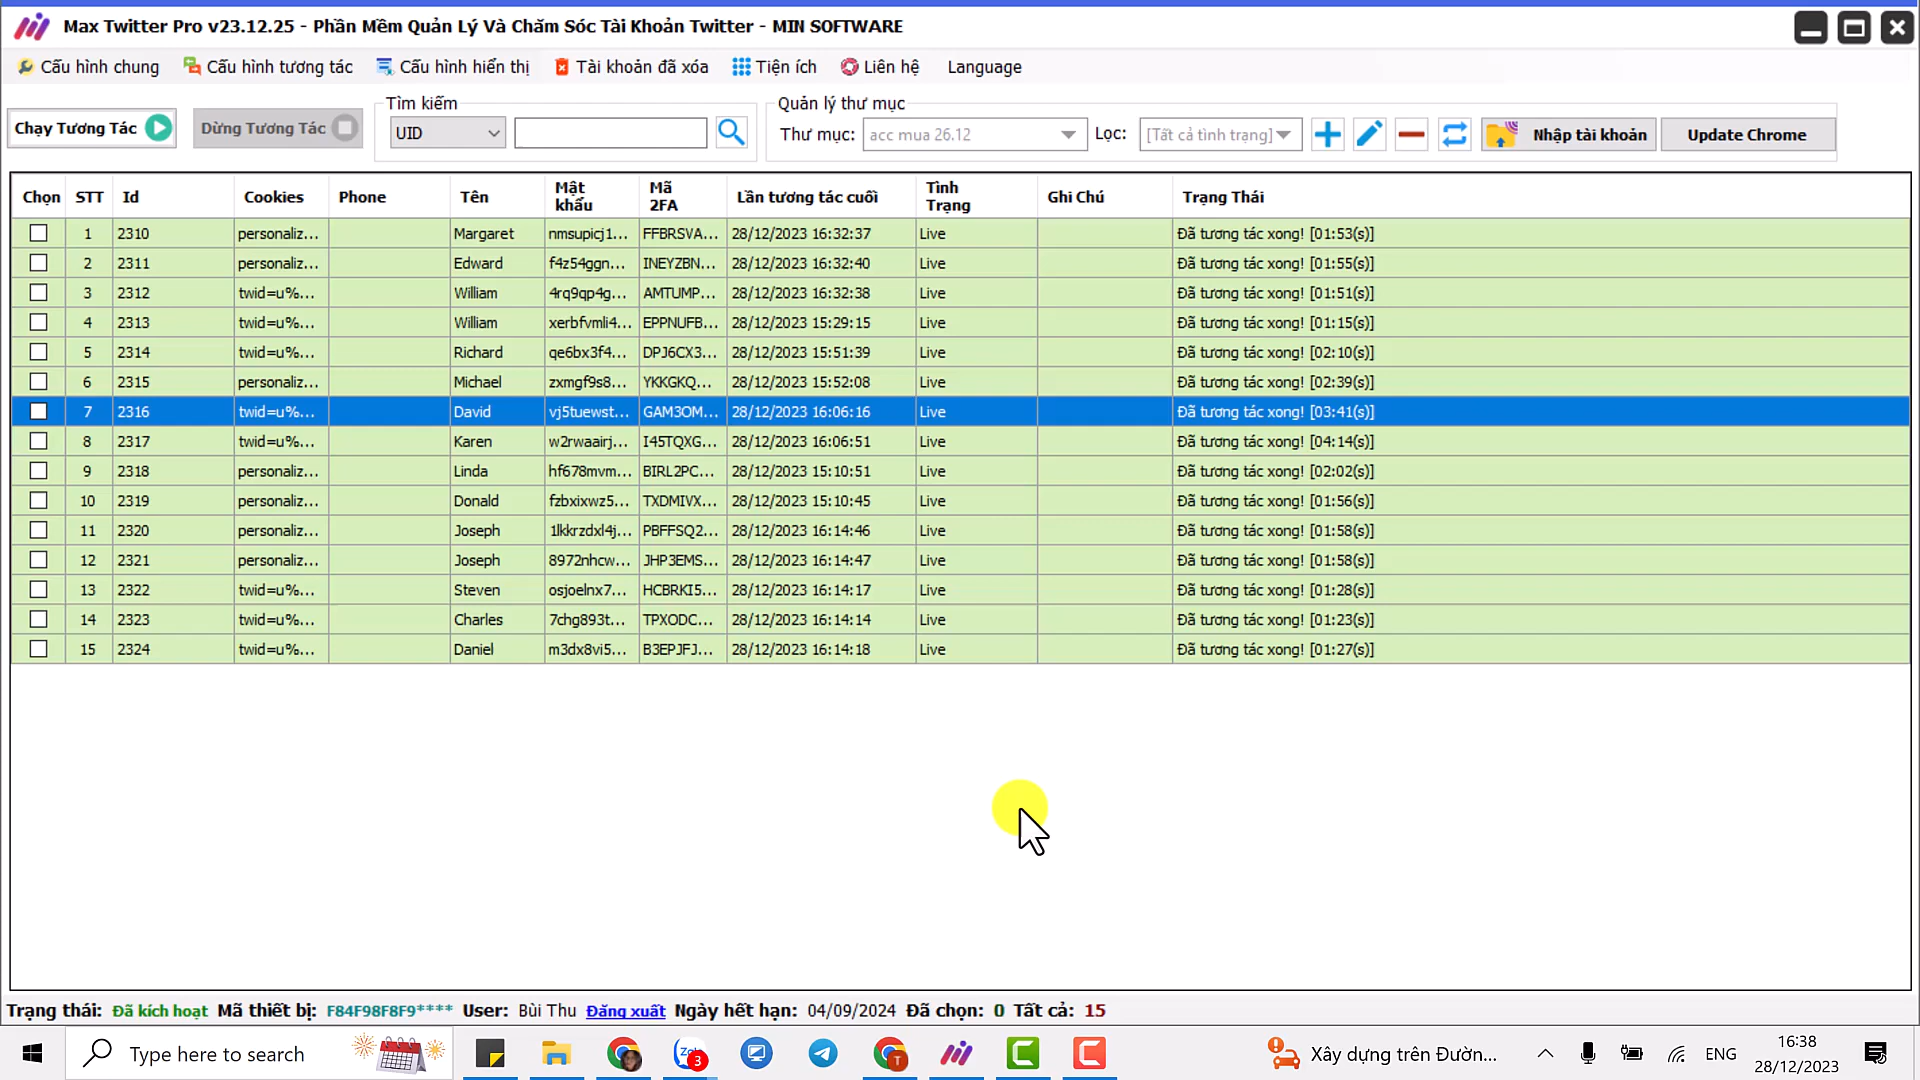 Max Twitter Pro v23.12.25 - Phần Mềm Quản Lý Và Chăm Sóc Tài Khoản Twitter - MIN SOFTWARE
Cấu hình chung Cấu hình tương tác Cấu hình hiển thị Tài khoản đã xóa Tiện ích Liên hệ Language
Tìm kiếm Quản lý thư mục
Chạy Tương Tác Dừng Tương Tác UID Thư mục: acc mua 26.12 Lọc: [Tất cả tình trạng] Nhập tài khoản Update Chrome
Chọn STT Id Cookies Phone Tên Mật khẩu Mã 2FA Lần tương tác cuối Tình Trạng Ghi Chú Trạng Thái
1 2310 personaliz... Margaret nmsupicj1... FFBRSVA... 28/12/2023 16:32:37 Live Đã tương tác xong! [01:53(s)]
2 2311 personaliz... Edward f4z54ggn... INEYZBN... 28/12/2023 16:32:40 Live Đã tương tác xong! [01:55(s)]
3 2312 twid=u%... William 4rq9qp4g... AMTUMP... 28/12/2023 16:32:38 Live Đã tương tác xong! [01:51(s)]
4 2313 twid=u%... William xerbfvmli4... EPPNUFB... 28/12/2023 15:29:15 Live Đã tương tác xong! [01:15(s)]
5 2314 twid=u%... Richard qe6bx3f4... DPJ6CX3... 28/12/2023 15:51:39 Live Đã tương tác xong! [02:10(s)]
6 2315 personaliz... Michael zxmgf9s8... YKKGKQ... 28/12/2023 15:52:08 Live Đã tương tác xong! [02:39(s)]
7 2316 twid=u%... David vj5tuewst... GAM3OM... 28/12/2023 16:06:16 Live Đã tương tác xong! [03:41(s)]
8 2317 twid=u%... Karen w2rwaairj... I45TQXG... 28/12/2023 16:06:51 Live Đã tương tác xong! [04:14(s)]
9 2318 personaliz... Linda hf678mvm... BIRL2PC... 28/12/2023 15:10:51 Live Đã tương tác xong! [02:02(s)]
10 2319 personaliz... Donald fzbxixwz5... TXDMIVX... 28/12/2023 15:10:45 Live Đã tương tác xong! [01:56(s)]
11 2320 personaliz... Joseph 1lkkrzdxl4j... PBFFSQ2... 28/12/2023 16:14:46 Live Đã tương tác xong! [01:58(s)]
12 2321 personaliz... Joseph 8972nhcw... JHP3EMS... 28/12/2023 16:14:47 Live Đã tương tác xong! [01:58(s)]
13 2322 twid=u%... Steven osjoelnx7... HCBRKI5... 28/12/2023 16:14:17 Live Đã tương tác xong! [01:28(s)]
14 2323 twid=u%... Charles 7chg893t... TPXODC... 28/12/2023 16:14:14 Live Đã tương tác xong! [01:23(s)]
15 2324 twid=u%... Daniel m3dx8vi5... B3EPJFJ... 28/12/2023 16:14:18 Live Đã tương tác xong! [01:27(s)]
Trạng thái: Đã kích hoạt Mã thiết bị: F84F98F8F9**** User: Bùi Thu Đăng xuất Ngày hết hạn: 04/09/2024 Đã chọn: 0 Tất cả: 15
Type here to search 3 T Xây dựng trên Đườn... ENG 16:38
28/12/2023